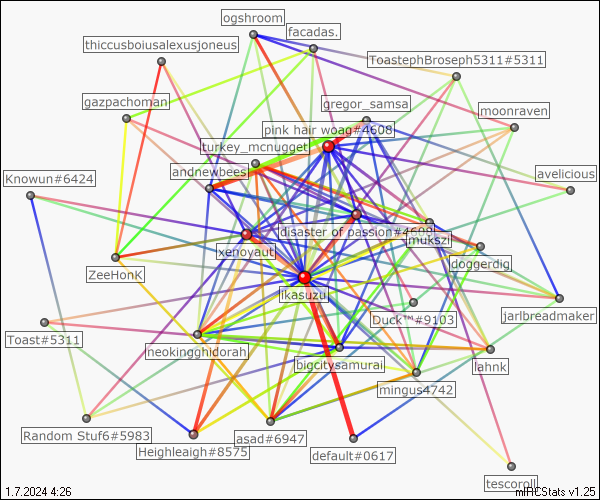 ogshroom
facadas.
thiccusboiusalexusjoneus
ToastephBroseph5311#5311
gazpachoman
gregor_samsa
moonraven
pink hair woag#4608
turkey_mcnugget
andnewbees
Knowun#6424
avelicious
disaster of passion#4609
mukszi
xenoyaut
doggerdig
ZeeHonK
ikasuzu
jarlbreadmaker
Duck™#9103
Toast#5311
neokingghidorah
bigcitysamurai
lahnk
mingus4742
Random Stuf6#5983
asad#6947
Heighleaigh#8575
default#0617
tescoroll
1.7.2024 4:26
mIRCStats v1.25